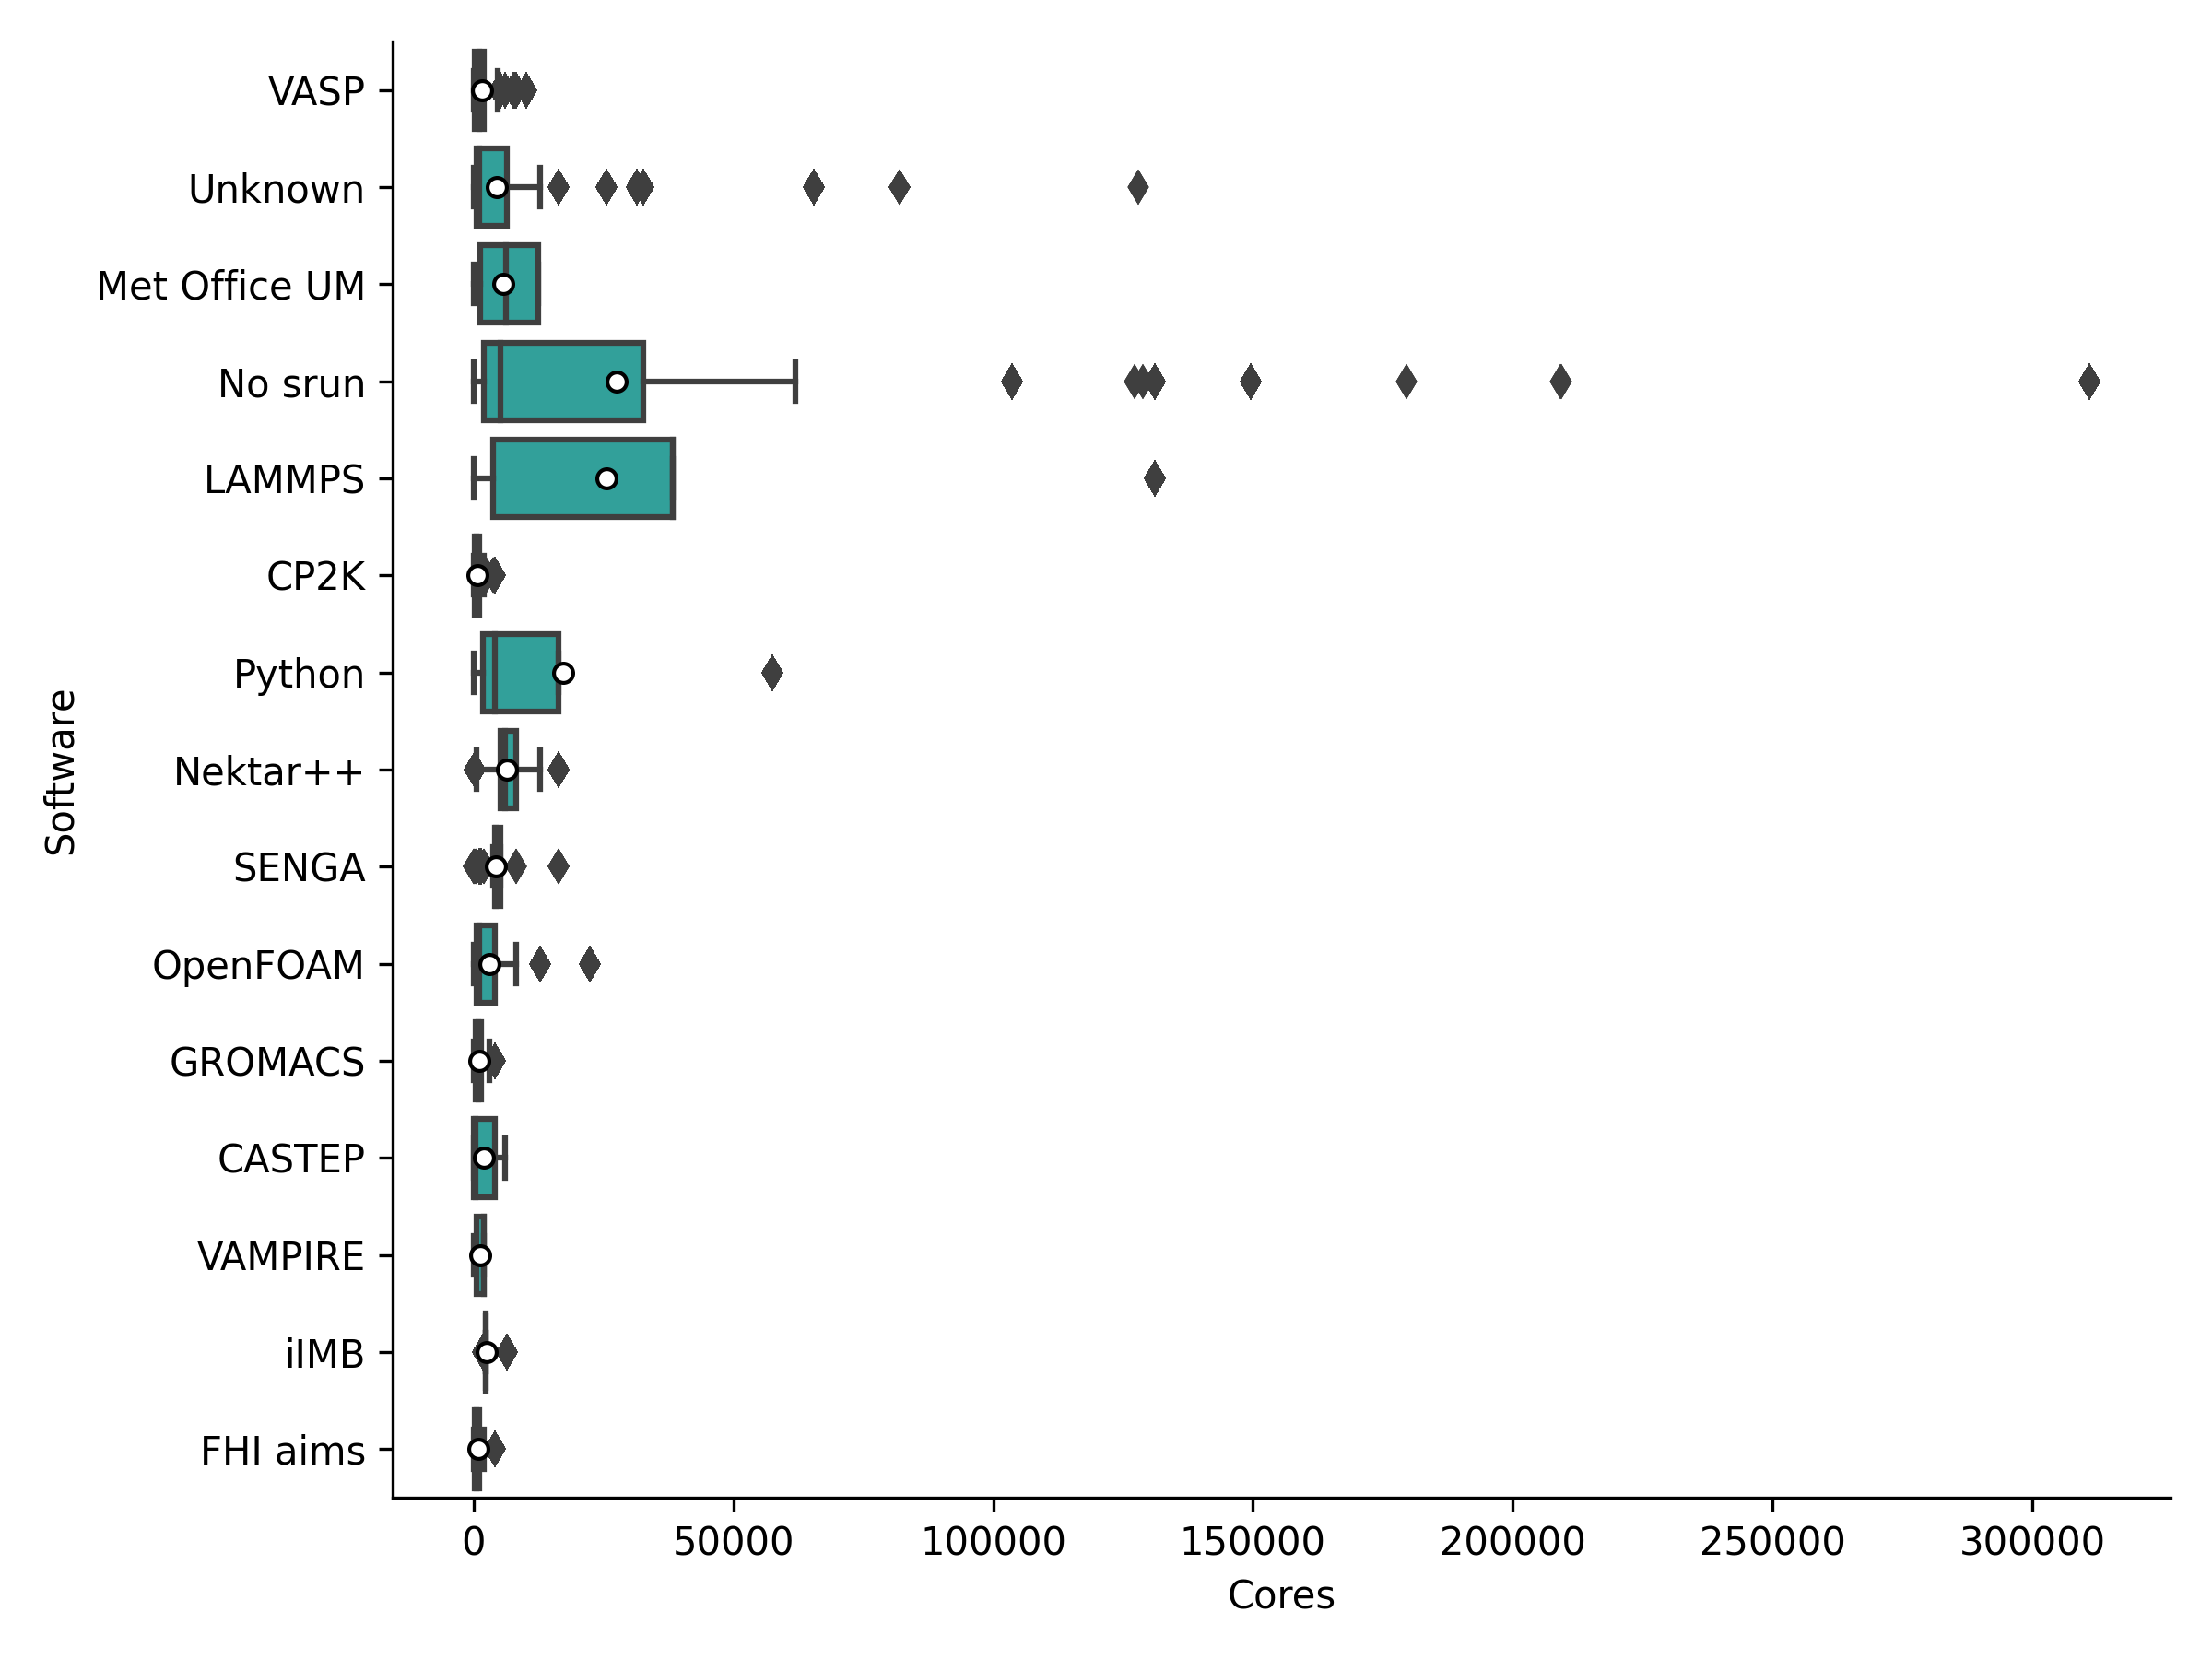 VASP
Unknown
Met Office UM
No srun
LAMMPS
CP2K
Python
Nektar++
SENGA
OpenFOAM
GROMACS
CASTEP
VAMPIRE
iIMB
FHI aims
Software
0 50000 100000 150000 200000 250000 300000
Cores